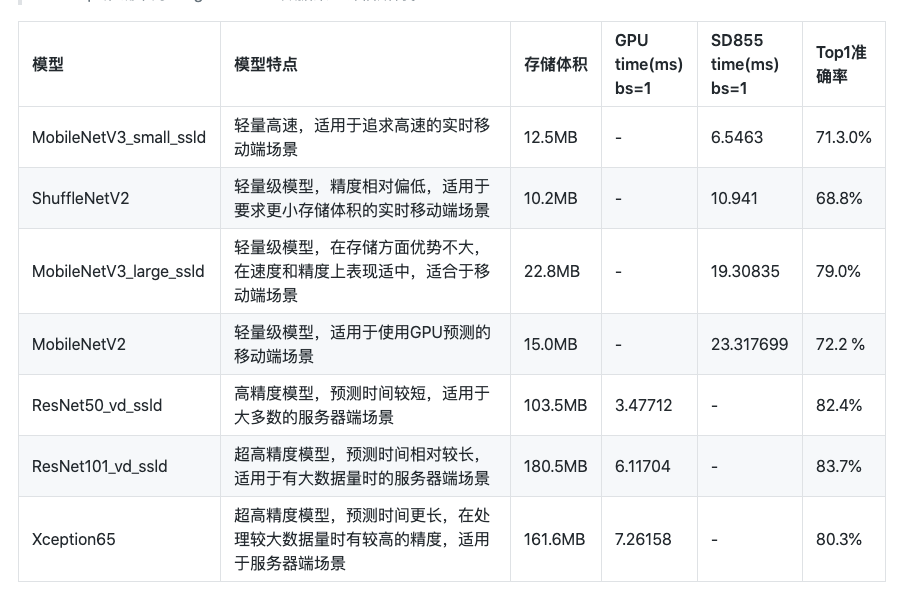 模型
模型特点
存储体积
GPU
time(ms)
bs=1
SD855
time(ms)
bs=1
Top1准
确率
MobileNetV3_small_ssld
轻量高速，适用于追求高速的实时移
动端场景
12.5MB
-
6.5463
71.3.0%
ShuffleNetV2
轻量级模型，精度相对偏低，适用于
要求更小存储体积的实时移动端场景
10.2MB
-
10.941
68.8%
MobileNetV3_large_ssld
轻量级模型，在存储方面优势不大，
在速度和精度上表现适中，适合于移
动端场景
22.8MB
-
19.30835
79.0%
MobileNetV2
轻量级模型，适用于使用GPU预测的
移动端场景
15.0MB
-
23.317699
72.2 %
ResNet50_vd_ssld
高精度模型，预测时间较短，适用于
大多数的服务器端场景
103.5MB
3.47712
-
82.4%
ResNet101_vd_ssld
超高精度模型，预测时间相对较长，
适用于有大数据量时的服务器端场景
180.5MB
6.11704
-
83.7%
Xception65
超高精度模型，预测时间更长，在处
理较大数据量时有较高的精度，适用
于服务器端场景
161.6MB
7.26158
-
80.3%